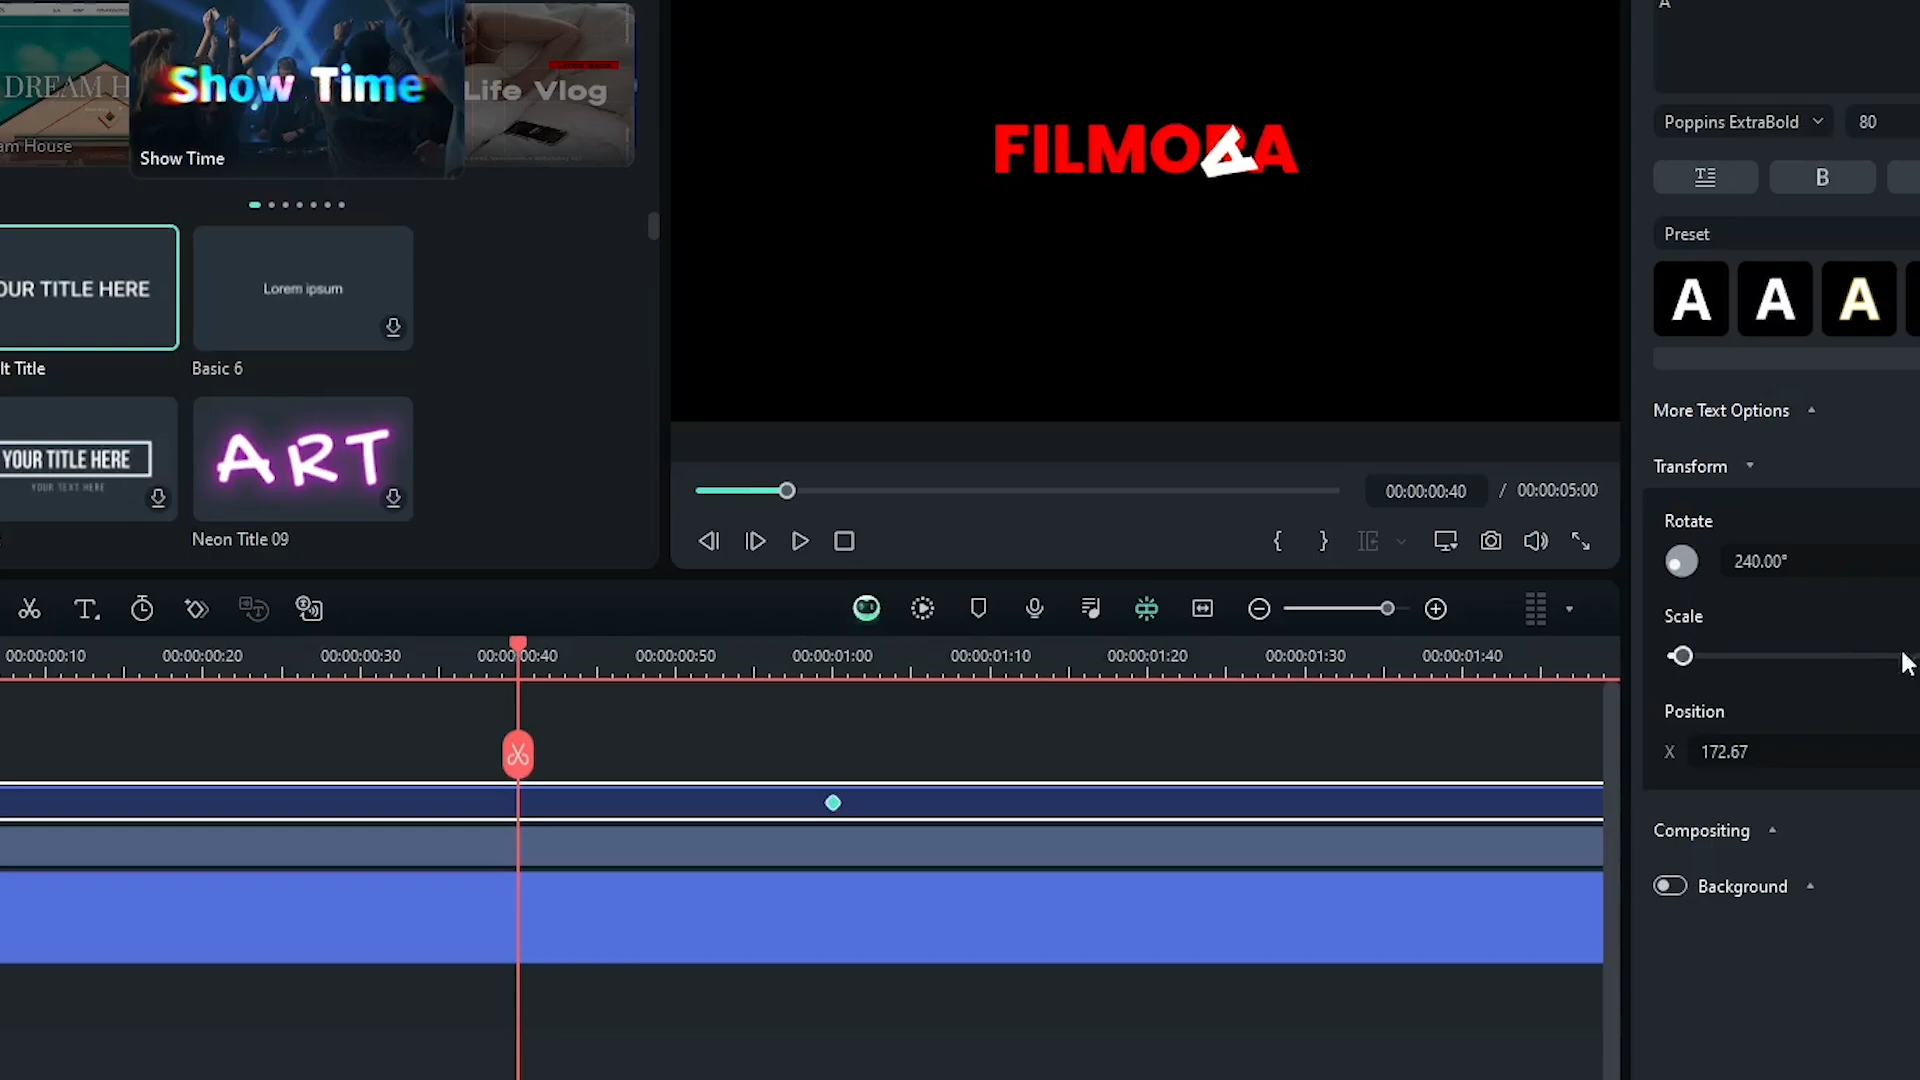 DREAM H
am House
Show Time
Show Time
Life Vlog
OUR TITLE HERE
lt Title
Lorem ipsum
Basic 6
YOUR TITLE HERE
YOUR TEXT HERE
ART
Neon Title 09
FILMORA
A
00:00:00:40 / 00:00:05:00
A
Poppins ExtraBold 80
B
Preset
A A A
More Text Options
Transform
Rotate
240.00°
Scale
Position
X 172.67
Compositing
Background
00:00:00:10 00:00:00:20 00:00:00:30 00:00:00:40 00:00:00:50 00:00:01:00 00:00:01:10 00:00:01:20 00:00:01:30 00:00:01:40